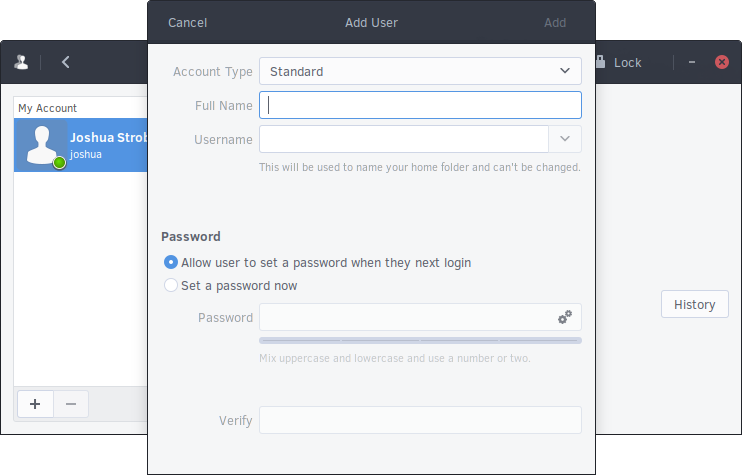 Cancel
Add User
Add
Lock
My Account
Joshua Strob
joshua
Account Type
Standard
Full Name
Username
This will be used to name your home folder and can't be changed.
Password
Allow user to set a password when they next login
Set a password now
Password
Mix uppercase and lowercase and use a number or two.
Verify
History